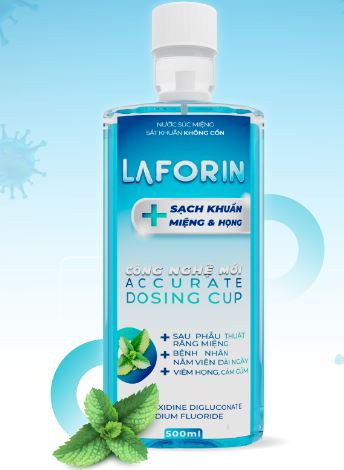 NƯỚC SÚC MIỆNG
SÁT KHUẨN KHÔNG CỒN
LAFORIN
SẠCH KHUẨN
MIỆNG & HỌNG
CÔNG NGHỆ MỚI
ACCURATE
DOSING CUP
+ SAU PHẪU THUẬT
RĂNG MIỆNG
+ BỆNH NHÂN
NẰM VIỆN DÀI NGÀY
+ VIÊM HỌNG, CẢM CÚM
XIDINE DIGLUCONATE
DIUM FLUORIDE
500ml